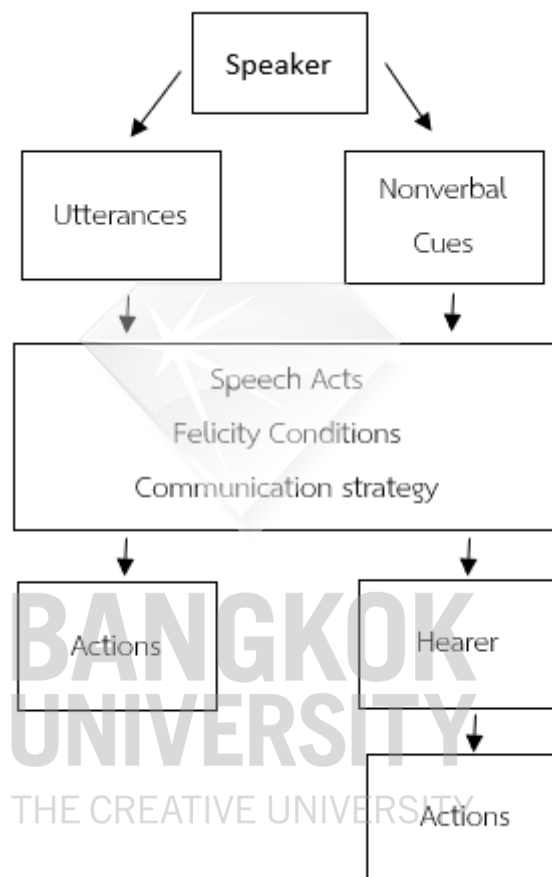 Speaker
Utterances
Nonverbal
Cues
Speech Acts
Felicity Conditions
Communication strategy
Actions
Hearer
BANGKOK
UNIVERSITY
THE CREATIVE UNIVERSITY
Actions